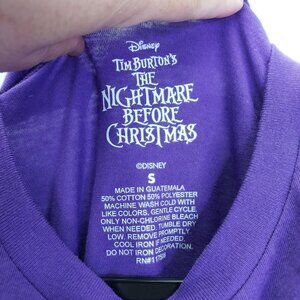 Disney
TIM BURTON'S
THE
NIGHTMARE
BEFORE
CHRISTMAS
©DISNEY
S
MADE IN GUATEMALA
50% COTTON 50% POLYESTER
MACHINE WASH COLD WITH
LIKE COLORS, GENTLE CYCLE
ONLY NON-CHLORINE BLEACH
WHEN NEEDED. TUMBLE DRY
LOW. REMOVE PROMPTLY.
COOL IRON IF NEEDED
DO NOT IRON DECORATION.